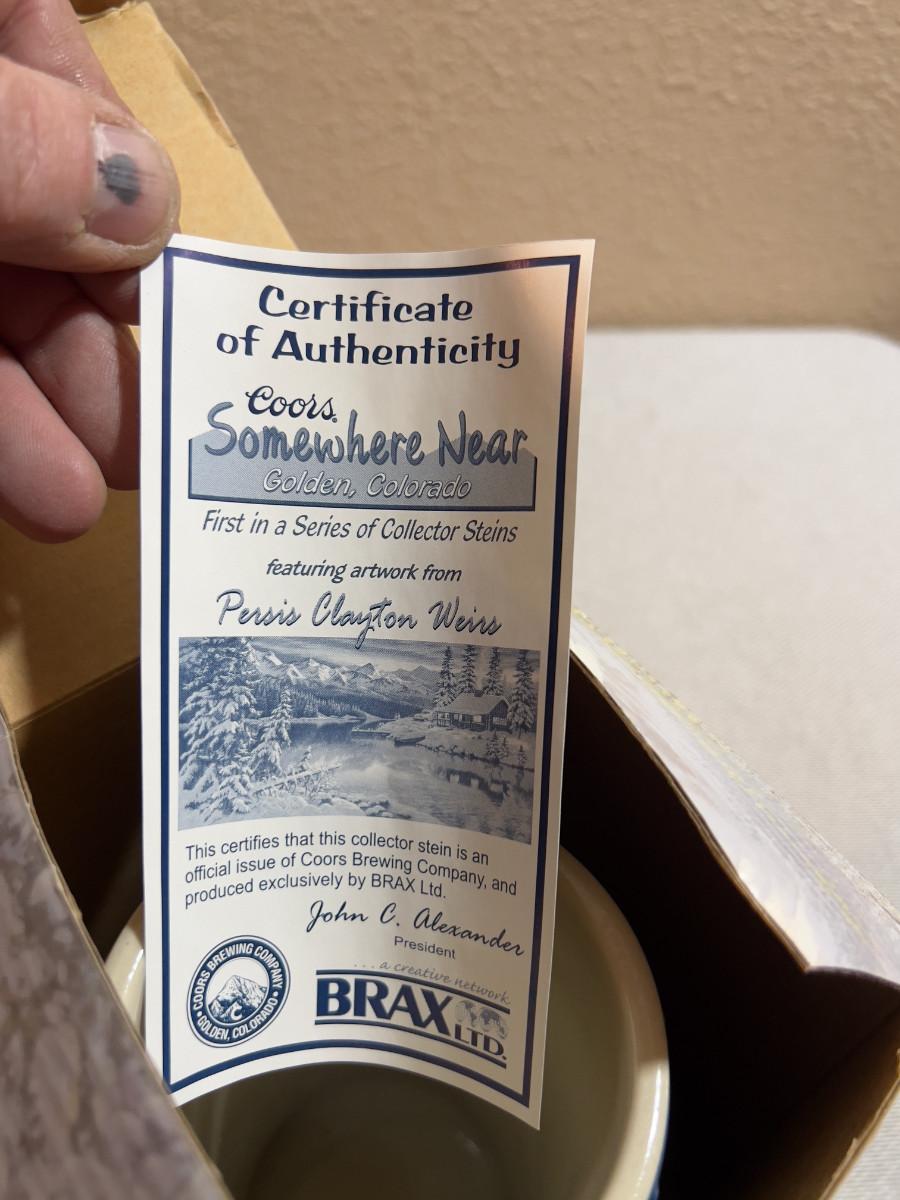 Certificate
of Authenticity
Coors
Somewhere Near
Golden, Colorado
First in a Series of Collector Steins
featuring artwork from
Persis Clayton Weirs
This certifies that this collector stein is an
official issue of Coors Brewing Company, and
produced exclusively by BRAX Ltd.
John C. Alexander
President
COORS BREWING COMPANY
• GOLDEN, COLORADO •
C
... a creative network
BRAX
LTD.